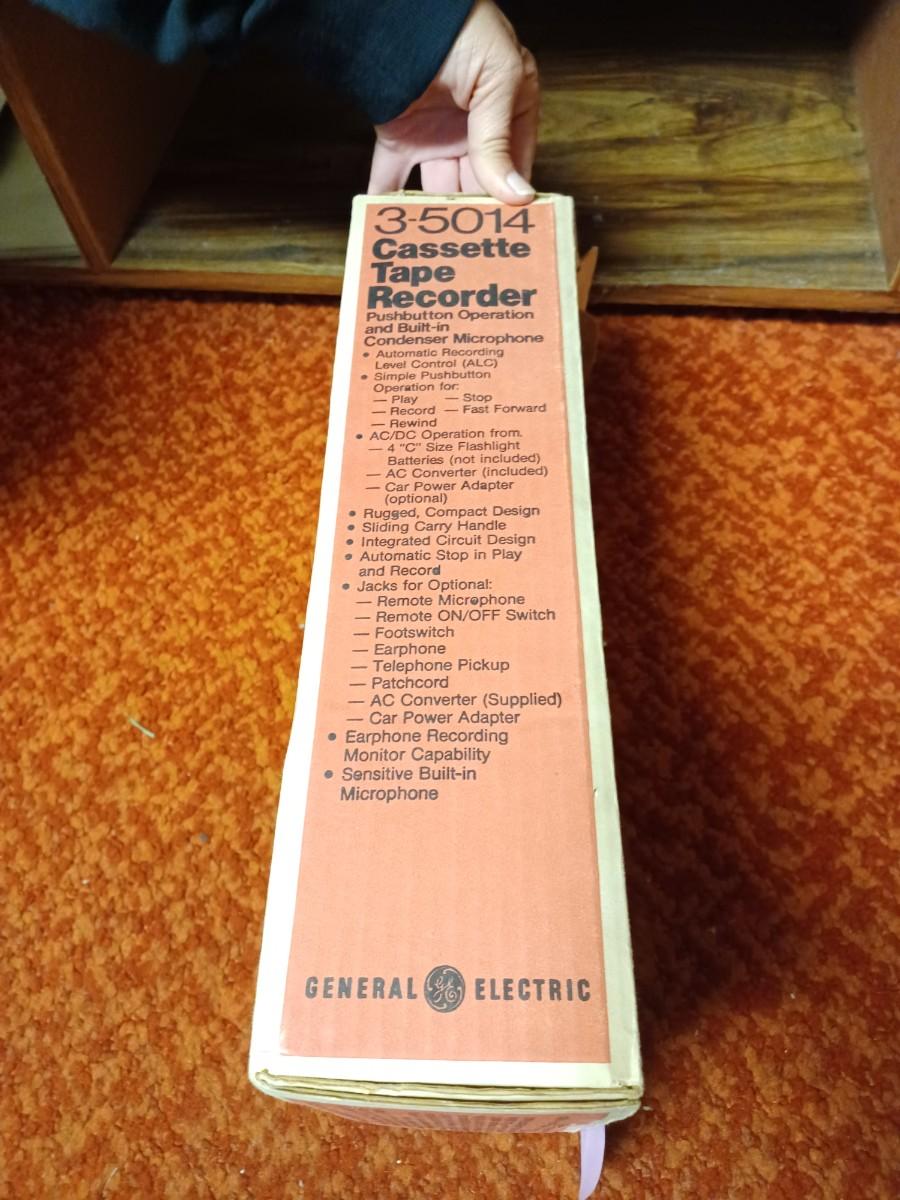 3-5014
Cassette
Tape
Recorder
Pushbutton Operation
and Built-in
Condenser Microphone
• Automatic Recording
Level Control (ALC)
• Simple Pushbutton
Operation for:
— Play — Stop
— Record — Fast Forward
— Rewind
• AC/DC Operation from.
— 4 "C" Size Flashlight
Batteries (not included)
— AC Converter (included)
— Car Power Adapter
(optional)
• Rugged, Compact Design
• Sliding Carry Handle
• Integrated Circuit Design
• Automatic Stop in Play
and Record
• Jacks for Optional:
— Remote Microphone
— Remote ON/OFF Switch
— Footswitch
— Earphone
— Telephone Pickup
— Patchcord
— AC Converter (Supplied)
— Car Power Adapter
• Earphone Recording
Monitor Capability
• Sensitive Built-in
Microphone
GENERAL GE ELECTRIC